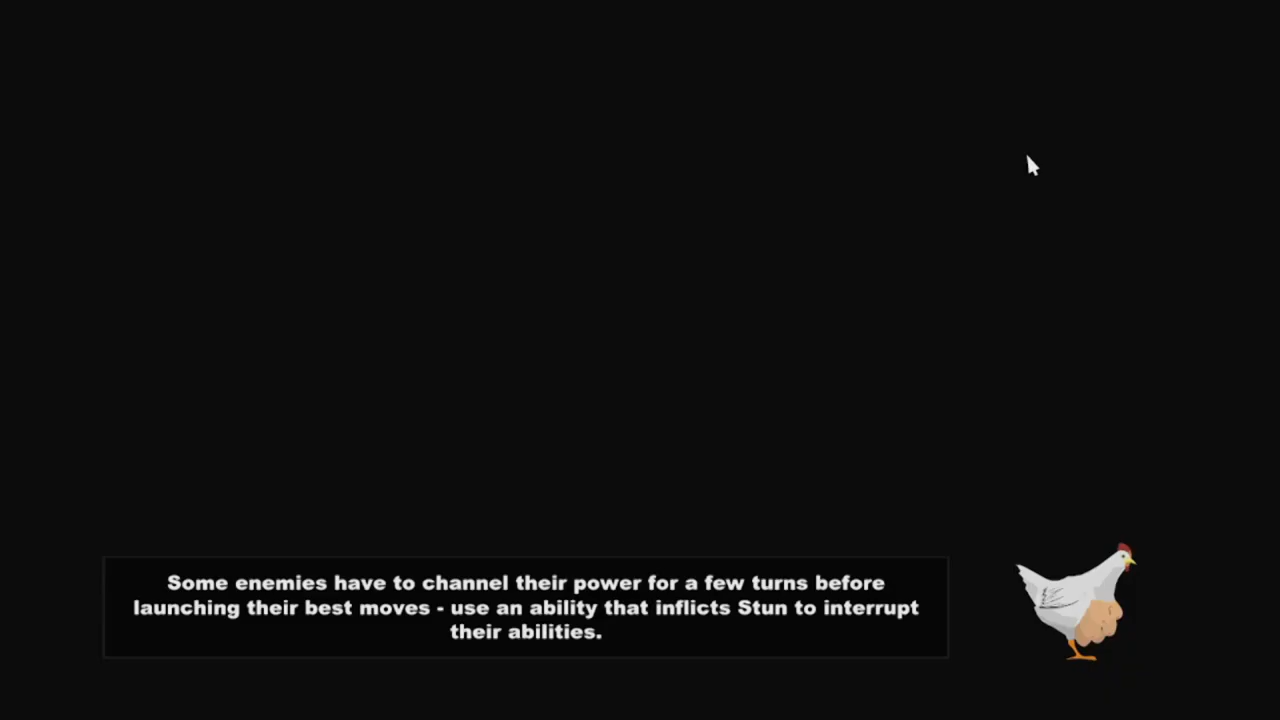 Some enemies have to channel their power for a few turns before
launching their best moves - use an ability that inflicts Stun to interrupt
their abilities.